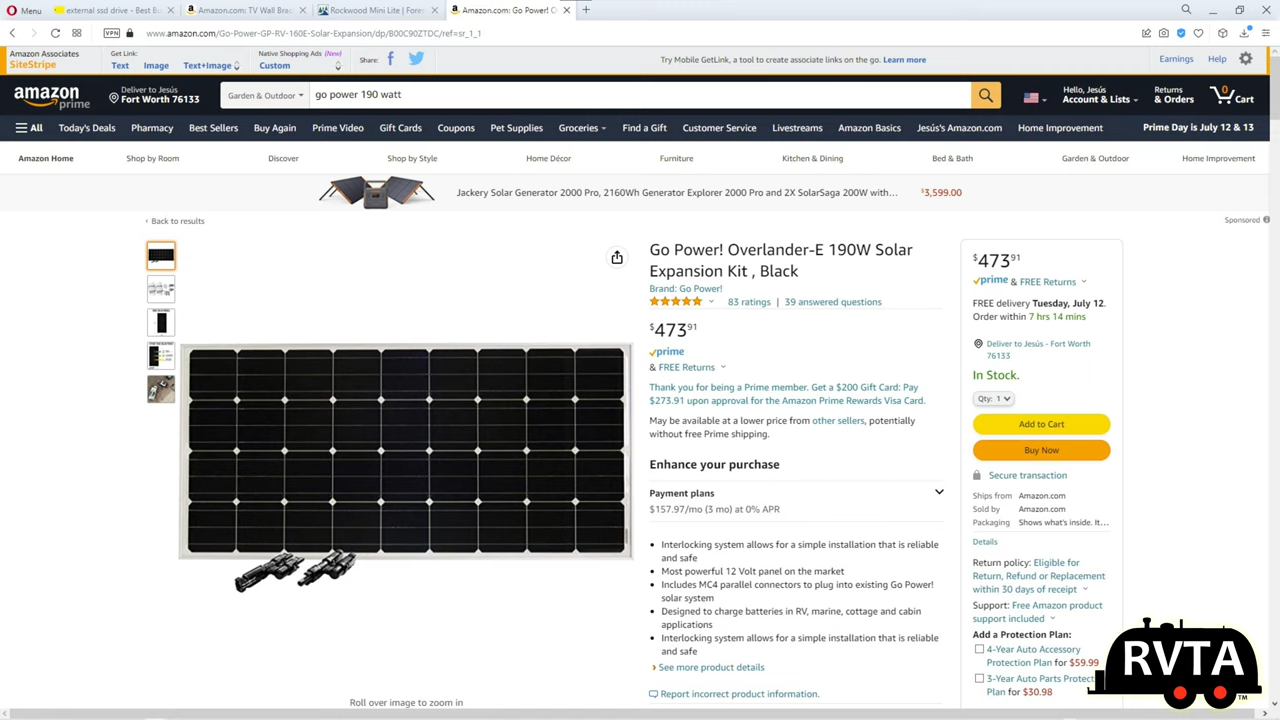 Menu
external ssd drive - Best Bu
Amazon.com: TV Wall Brac
Rockwood Mini Lite | Fores
Amazon.com: Go Power! O
VPN
www.amazon.com/Go-Power-GP-RV-160E-Solar-Expansion/dp/B00C90ZTDC/ref=sr_1_1
Amazon Associates
SiteStripe
Get Link:
Text Image Text+Image
Native Shopping Ads (New)
Custom
Share:
Try Mobile GetLink, a tool to create associate links on the go. Learn more
Earnings Help
amazon prime
Deliver to Jesús
Fort Worth 76133
Garden & Outdoor
go power 190 watt
Hello, Jesús
Account & Lists
Returns
& Orders
0
Cart
All Today's Deals Pharmacy Best Sellers Buy Again Prime Video Gift Cards Coupons Pet Supplies Groceries Find a Gift Customer Service Livestreams Amazon Basics Jesús's Amazon.com Home Improvement Prime Day is July 12 & 13
Amazon Home Shop by Room Discover Shop by Style Home Décor Furniture Kitchen & Dining Bed & Bath Garden & Outdoor Home Improvement
Jackery Solar Generator 2000 Pro, 2160Wh Generator Explorer 2000 Pro and 2X SolarSaga 200W with... $3,599.00
Sponsored
‹ Back to results
Go Power! Overlander-E 190W Solar
Expansion Kit , Black
Brand: Go Power!
83 ratings | 39 answered questions
$473.91
prime
& FREE Returns
Thank you for being a Prime member. Get a $200 Gift Card: Pay
$273.91 upon approval for the Amazon Prime Rewards Visa Card.
May be available at a lower price from other sellers, potentially
without free Prime shipping.
Enhance your purchase
Payment plans
$157.97/mo (3 mo) at 0% APR
• Interlocking system allows for a simple installation that is reliable
and safe
• Most powerful 12 Volt panel on the market
• Includes MC4 parallel connectors to plug into existing Go Power!
solar system
• Designed to charge batteries in RV, marine, cottage and cabin
applications
• Interlocking system allows for a simple installation that is reliable
and safe
› See more product details
Report incorrect product information.
Roll over image to zoom in
$473.91
prime & FREE Returns
FREE delivery Tuesday, July 12.
Order within 7 hrs 14 mins
Deliver to Jesús - Fort Worth
76133
In Stock.
Qty: 1
Add to Cart
Buy Now
Secure transaction
Ships from Amazon.com
Sold by Amazon.com
Packaging Shows what's inside. It...
Details
Return policy: Eligible for
Return, Refund or Replacement
within 30 days of receipt
Support: Free Amazon product
support included
Add a Protection Plan:
4-Year Auto Accessory
Protection Plan for $59.99
3-Year Auto Parts Protect
Plan for $30.98
RVTA
TM